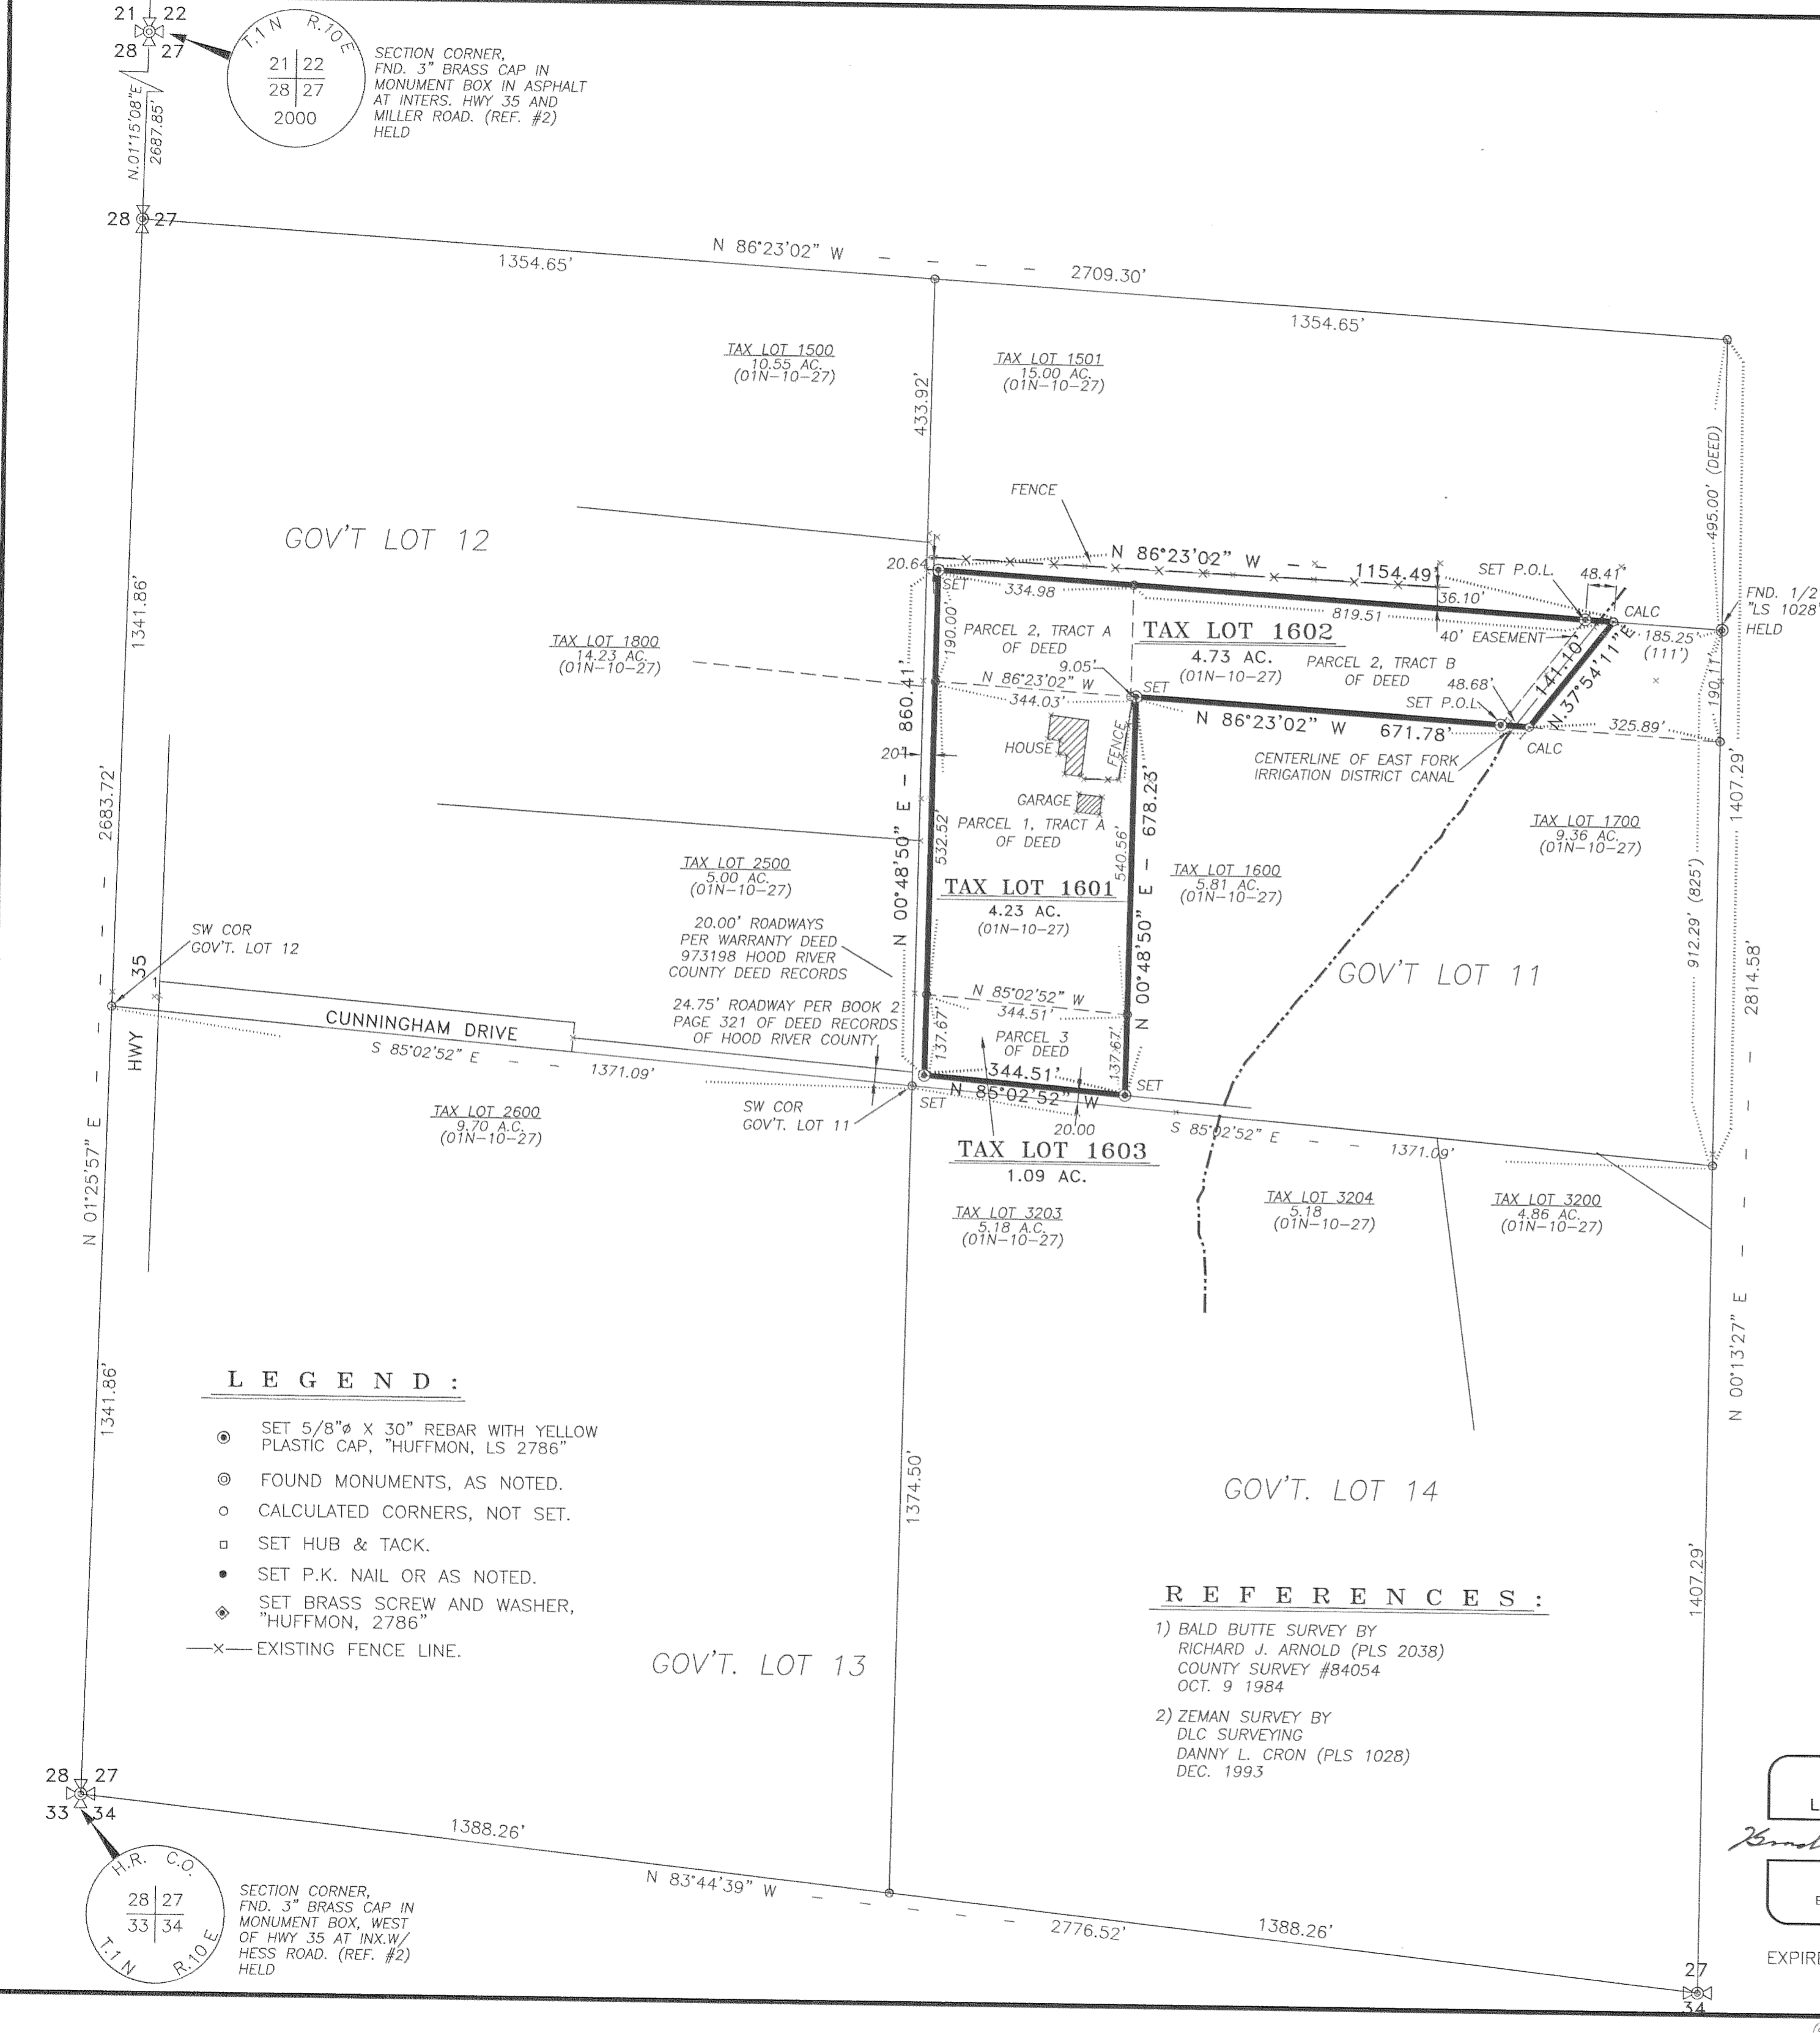 21 22
28 27
T.1 N R.10 E
21 22
28 27
2000
SECTION CORNER,
FND. 3" BRASS CAP IN
MONUMENT BOX IN ASPHALT
AT INTERS. HWY 35 AND
MILLER ROAD. (REF. #2)
HELD
N.01°15'08"E
2687.85'
28 27
N 86°23'02" W
1354.65'
2709.30'
1354.65'
TAX LOT 1500
10.55 AC.
(01N-10-27)
TAX LOT 1501
15.00 AC.
(01N-10-27)
433.92'
495.00' (DEED)
FENCE
GOV'T LOT 12
N 86°23'02" W - - 1154.49'
20.64
SET
334.98
819.51
36.10'
SET P.O.L.
48.41'
CALC
FND. 1/2
"LS 1028"
HELD
185.25'
(111')
40' EASEMENT
141.10'
N.37°54'11" E
190.11'
1341.86'
TAX LOT 1800
14.23 AC.
(01N-10-27)
190.00'
PARCEL 2, TRACT A
OF DEED
TAX LOT 1602
4.73 AC.
(01N-10-27)
PARCEL 2, TRACT B
OF DEED
9.05'
SET
N 86°23'02" W
344.03'
48.68'
SET P.O.L.
N 86°23'02" W 671.78'
325.89'
CALC
CENTERLINE OF EAST FORK
IRRIGATION DISTRICT CANAL
N 00°48'50" E - 860.41'
20'
HOUSE
FENCE
GARAGE
PARCEL 1, TRACT A
OF DEED
532.52'
540.56'
N 00°48'50" E - 678.23'
2683.72'
1407.29'
TAX LOT 1700
9.36 AC.
(01N-10-27)
TAX LOT 2500
5.00 AC.
(01N-10-27)
TAX LOT 1601
4.23 AC.
(01N-10-27)
TAX LOT 1600
5.81 AC.
(01N-10-27)
912.29' (825')
SW COR
GOV'T. LOT 12
20.00' ROADWAYS
PER WARRANTY DEED
973198 HOOD RIVER
COUNTY DEED RECORDS
GOV'T LOT 11
2814.58'
HWY 35
24.75' ROADWAY PER BOOK 2
PAGE 321 OF DEED RECORDS
OF HOOD RIVER COUNTY
N 85°02'52" W
344.51'
CUNNINGHAM DRIVE
S 85°02'52" E
1371.09'
137.67'
PARCEL 3
OF DEED
137.67'
344.51'
N 85°02'52" W
SET
SET
20.00
TAX LOT 2600
9.70 A.C.
(01N-10-27)
SW COR
GOV'T. LOT 11
S 85°02'52" E
1371.09'
TAX LOT 1603
1.09 AC.
N 01°25'57" E
TAX LOT 3203
5.18 A.C.
(01N-10-27)
TAX LOT 3204
5.18
(01N-10-27)
TAX LOT 3200
4.86 AC.
(01N-10-27)
N 00°13'27" E
1341.86'
LEGEND:
SET 5/8"ø X 30" REBAR WITH YELLOW
PLASTIC CAP, "HUFFMON, LS 2786"
FOUND MONUMENTS, AS NOTED.
CALCULATED CORNERS, NOT SET.
SET HUB & TACK.
SET P.K. NAIL OR AS NOTED.
SET BRASS SCREW AND WASHER,
"HUFFMON, 2786"
EXISTING FENCE LINE.
1374.50'
GOV'T. LOT 14
1407.29'
GOV'T. LOT 13
REFERENCES:
1) BALD BUTTE SURVEY BY
RICHARD J. ARNOLD (PLS 2038)
COUNTY SURVEY #84054
OCT. 9 1984
2) ZEMAN SURVEY BY
DLC SURVEYING
DANNY L. CRON (PLS 1028)
DEC. 1993
28 27
33 34
1388.26'
N 83°44'39" W
2776.52'
1388.26'
H.R. C.O.
28 27
33 34
T.1 N R.10 E
SECTION CORNER,
FND. 3" BRASS CAP IN
MONUMENT BOX, WEST
OF HWY 35 AT INX.W/
HESS ROAD. (REF. #2)
HELD
27
34